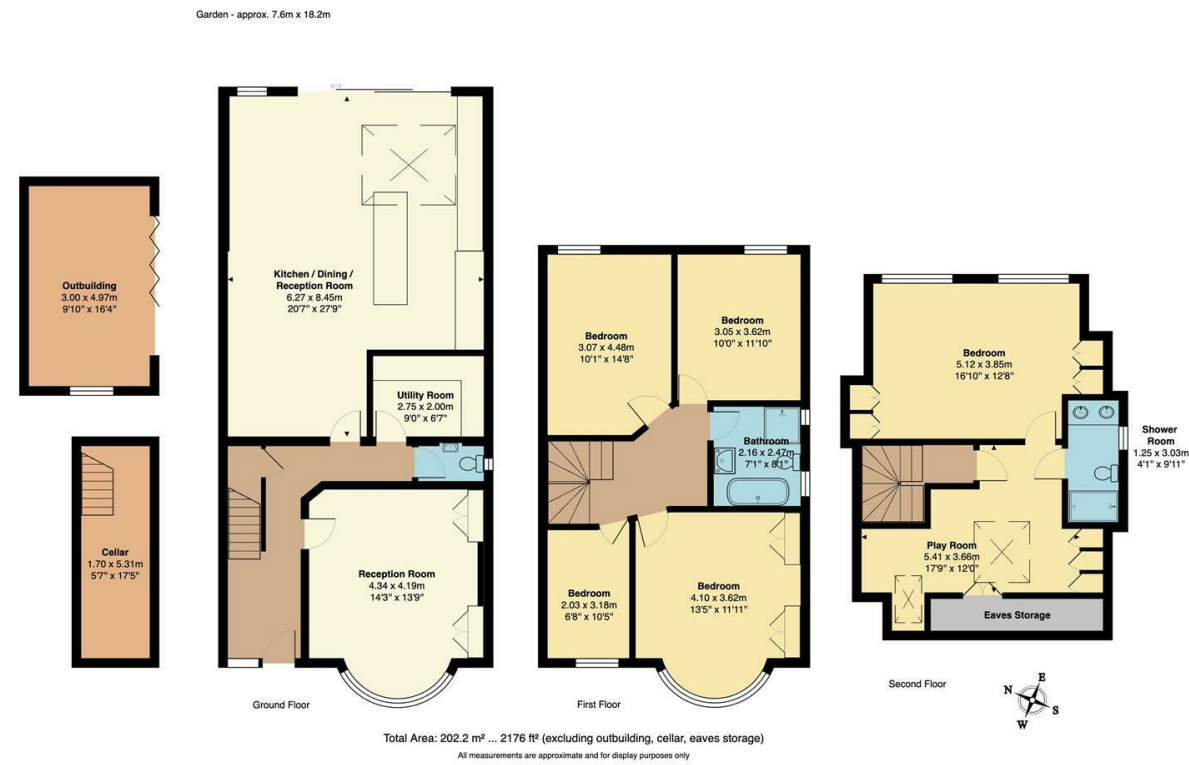 Garden - approx. 7.6m x 18.2m
Outbuilding
3.00 x 4.97m
9'10" x 16'4"
Cellar
1.70 x 5.31m
5'7" x 17'5"
Kitchen / Dining /
Reception Room
6.27 x 8.45m
20'7" x 27'9"
Utility Room
2.75 x 2.00m
9'0" x 6'7"
Reception Room
4.34 x 4.19m
14'3" x 13'9"
Ground Floor
Bedroom
3.07 x 4.48m
10'1" x 14'8"
Bedroom
3.05 x 3.62m
10'0" x 11'10"
Bathroom
2.16 x 2.47m
7'1" x 8'1"
Bedroom
2.03 x 3.18m
6'8" x 10'5"
Bedroom
4.10 x 3.62m
13'5" x 11'11"
First Floor
Bedroom
5.12 x 3.85m
16'10" x 12'8"
Shower
Room
1.25 x 3.03m
4'1" x 9'11"
Play Room
5.41 x 3.66m
17'9" x 12'0"
Eaves Storage
Second Floor
N
E
S
W
Total Area: 202.2 m² ... 2176 ft² (excluding outbuilding, cellar, eaves storage)
All measurements are approximate and for display purposes only